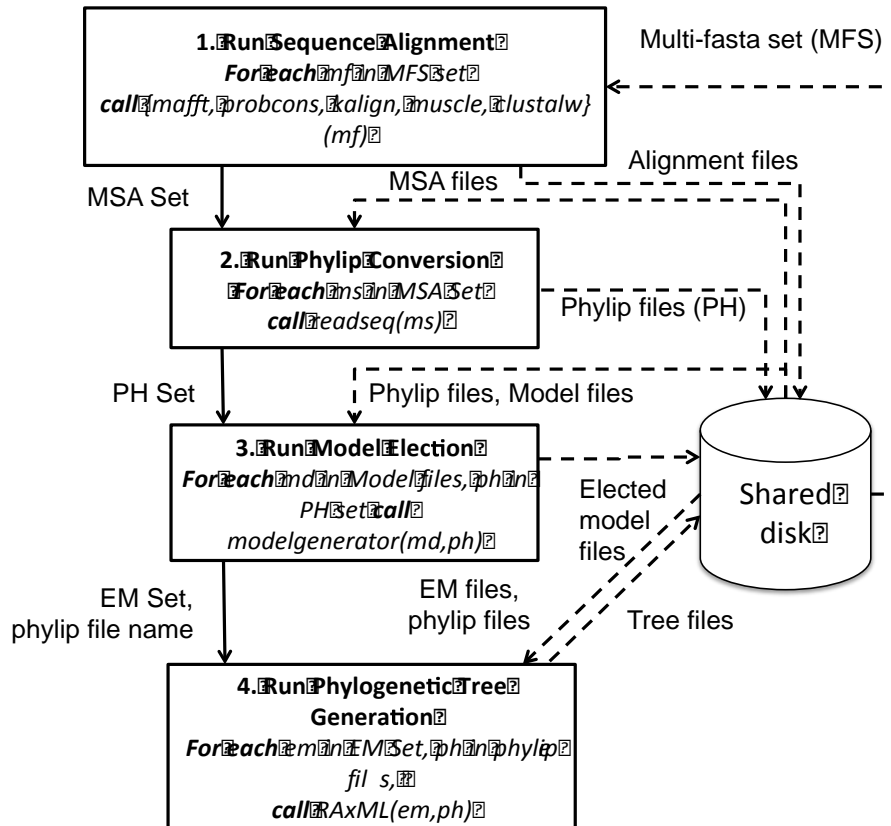 1. Run Sequence Alignment
For each mf in MFS set
call {mafft, probcons, kalign, muscle, clustalw}
(mf)
Multi-fasta set (MFS)
MSA Set
MSA files
Alignment files
2. Run Phylip Conversion
For each ms in MSA Set
call readseq(ms)
Phylip files (PH)
PH Set
Phylip files, Model files
3. Run Model Election
For each md in Model files, ph in
PH set call
modelgenerator(md,ph)
Elected
model
files
Shared
disk
EM Set,
phylip file name
EM files,
phylip files
Tree files
4. Run Phylogenetic Tree
Generation
For each em in EM Set, ph in phylip
fil s,
call RAxML(em,ph)